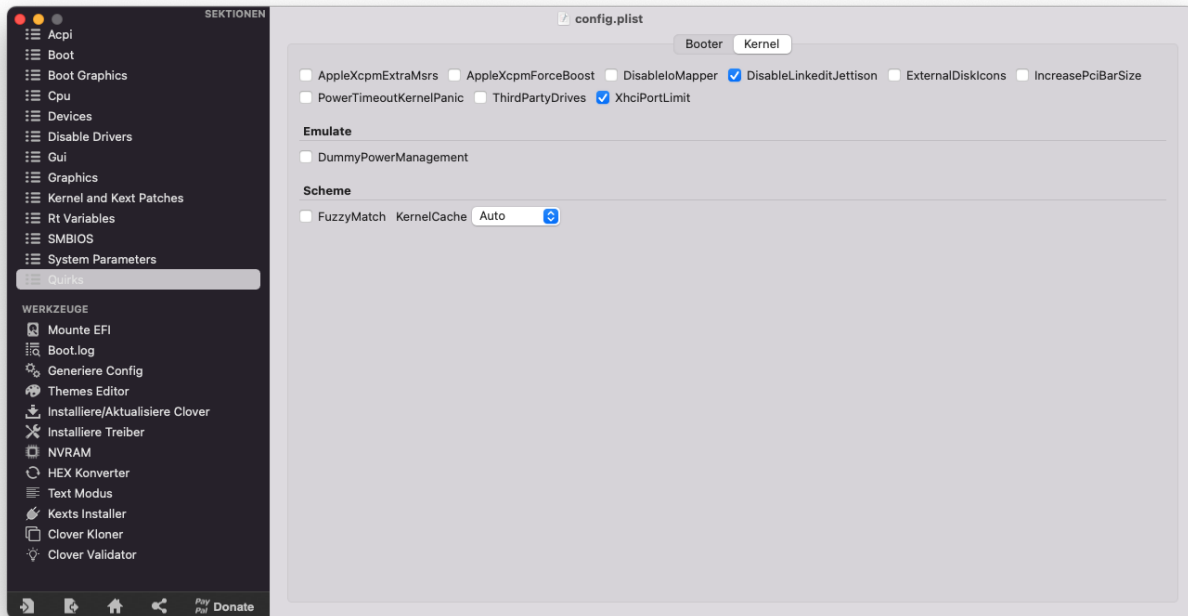 SEKTIONEN
Acpi
Boot
Boot Graphics
Cpu
Devices
Disable Drivers
Gui
Graphics
Kernel and Kext Patches
Rt Variables
SMBIOS
System Parameters
Quirks
WERKZEUGE
Mounte EFI
Boot.log
Generiere Config
Themes Editor
Installiere/Aktualisiere Clover
Installiere Treiber
NVRAM
HEX Konverter
Text Modus
Kexts Installer
Clover Kloner
Clover Validator
Pay Pal Donate
config.plist
Booter Kernel
AppleXcpmExtraMsrs AppleXcpmForceBoost DisableIoMapper DisableLinkeditJettison ExternalDiskIcons IncreasePciBarSize
PowerTimeoutKernelPanic ThirdPartyDrives XhciPortLimit
Emulate
DummyPowerManagement
Scheme
FuzzyMatch KernelCache Auto